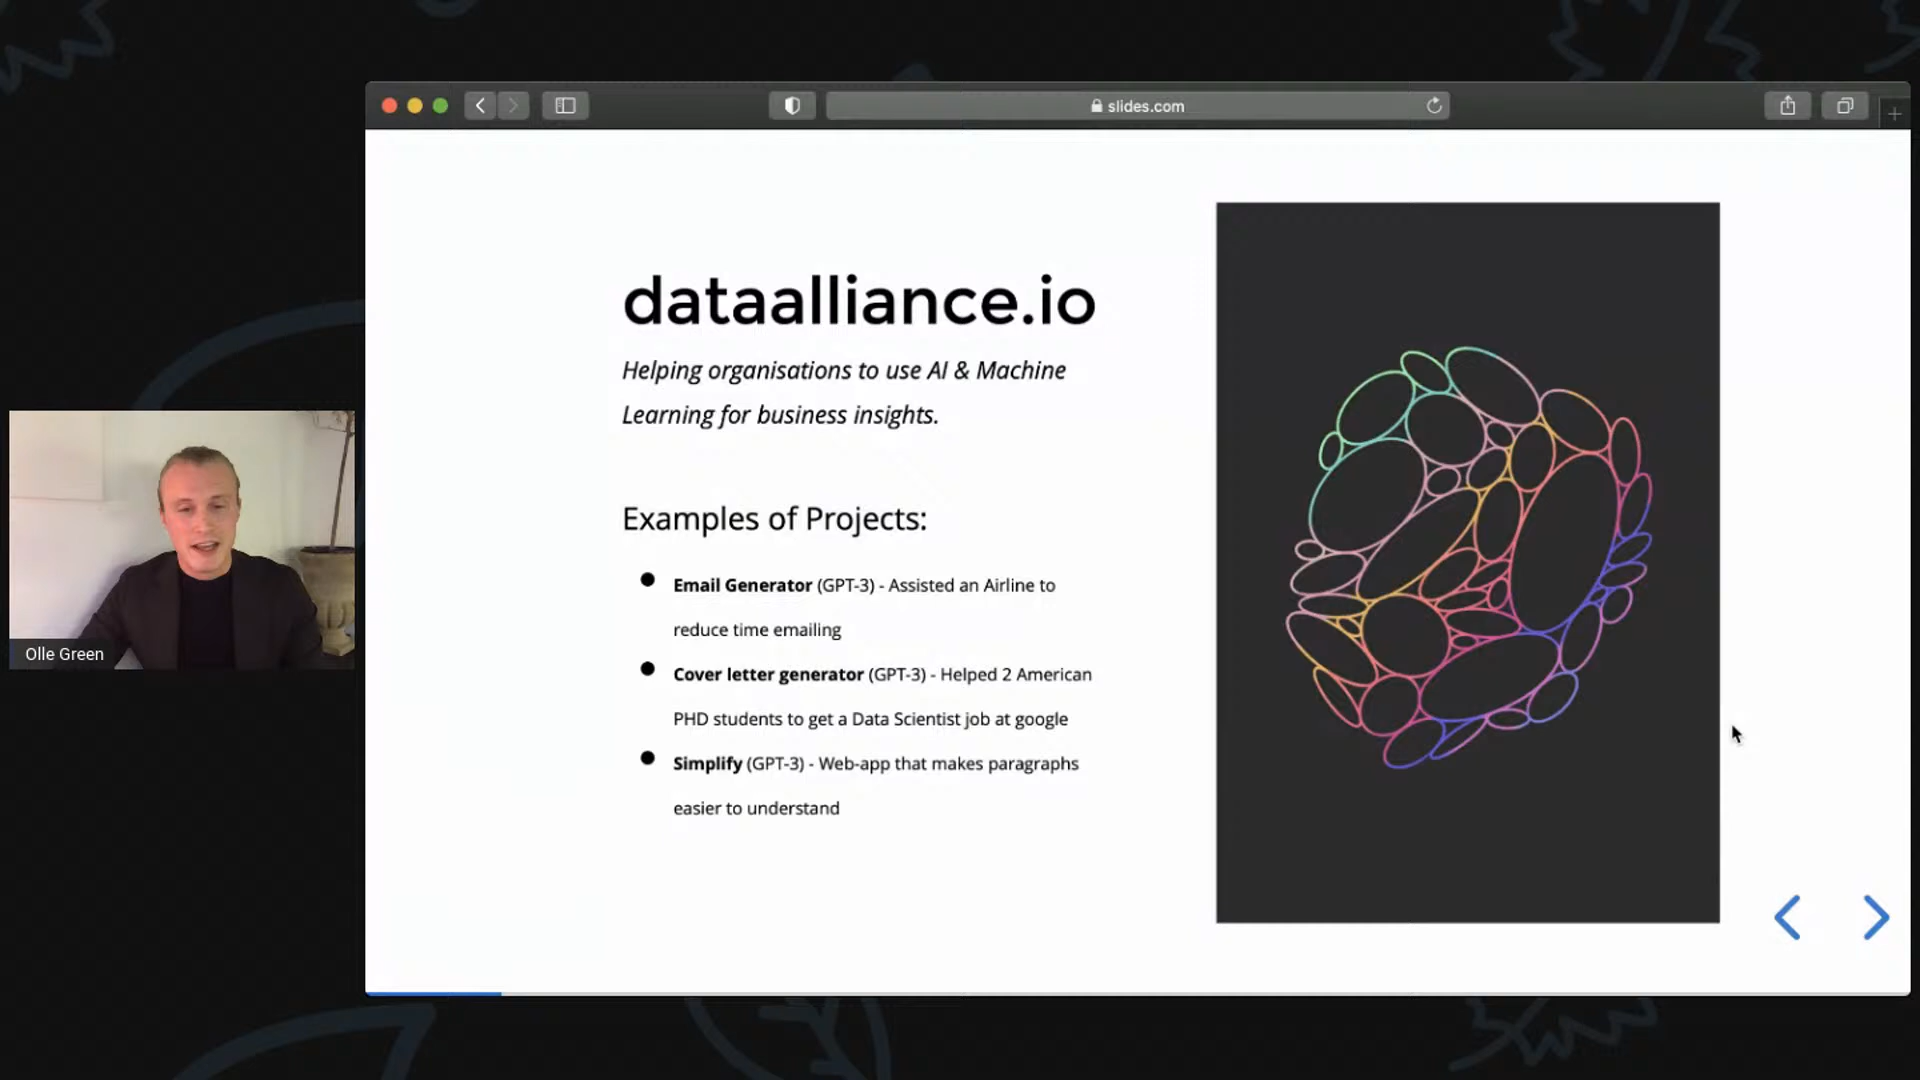 slides.com
dataalliance.io
Helping organisations to use AI & Machine
Learning for business insights.
Examples of Projects:
Email Generator (GPT-3) - Assisted an Airline to
reduce time emailing
Cover letter generator (GPT-3) - Helped 2 American
PHD students to get a Data Scientist job at google
Simplify (GPT-3) - Web-app that makes paragraphs
easier to understand
Olle Green